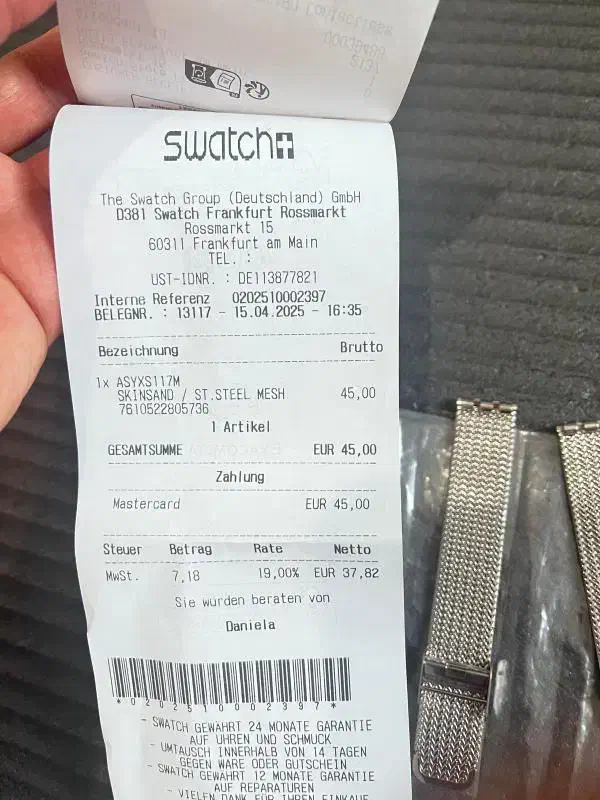 swatch
The Swatch Group (Deutschland) GmbH
D381 Swatch Frankfurt Rossmarkt
Rossmarkt 15
60311 Frankfurt am Main
TEL. :
UST-IDNR. : DE113877821
Interne Referenz 0202510002397
BELEGNR. : 13117 - 15.04.2025 - 16:35
Bezeichnung Brutto
1x ASYXS117M
SKINSAND / ST.STEEL MESH 45,00
7610522805736
1 Artikel
GESAMTSUMME EUR 45,00
Zahlung
Mastercard EUR 45,00
Steuer Betrag Rate Netto
MwSt. 7,18 19,00% EUR 37,82
Sie wurden beraten von
Daniela
*0202510002397*
- SWATCH GEWÄHRT 24 MONATE GARANTIE
AUF UHREN UND SCHMUCK
- UMTAUSCH INNERHALB VON 14 TAGEN
GEGEN WARE ODER GUTSCHEIN
- SWATCH GEWÄHRT 12 MONATE GARANTIE
AUF REPARATUREN
- VIELEN DANK FÜR IHREN EINKAUF